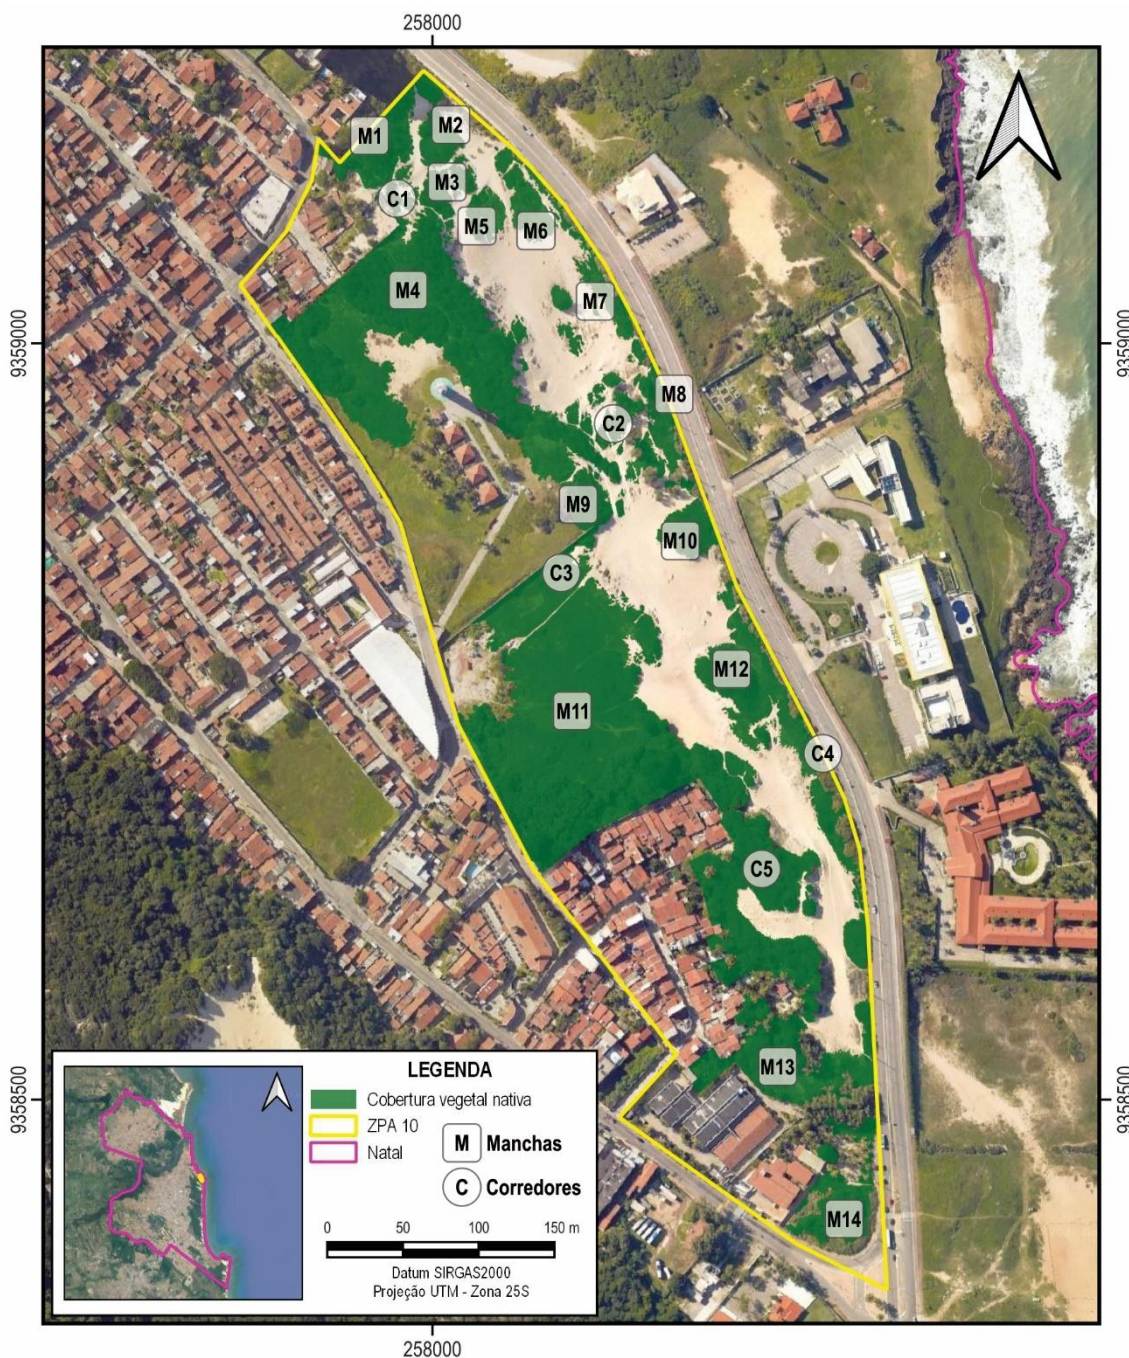 258000
M1
M2
M3
C1
M5
M6
M4
M7
9359000
9359000
M8
C2
M9
M10
C3
M12
M11
C4
C5
M13
9358500
9358500
M14
LEGENDA
Cobertura vegetal nativa
ZPA 10
Natal
M Manchas
C Corredores
0 50 100 150 m
Datum SIRGAS2000
Projeção UTM - Zona 25S
258000